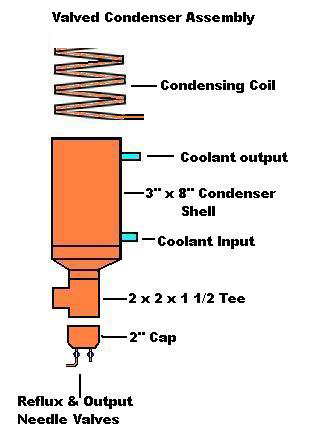 Valved Condenser Assembly
Condensing Coil
Coolant output
3" x 8" Condenser
Shell
Coolant Input
2 x 2 x 1 1/2 Tee
2" Cap
Reflux & Output
Needle Valves